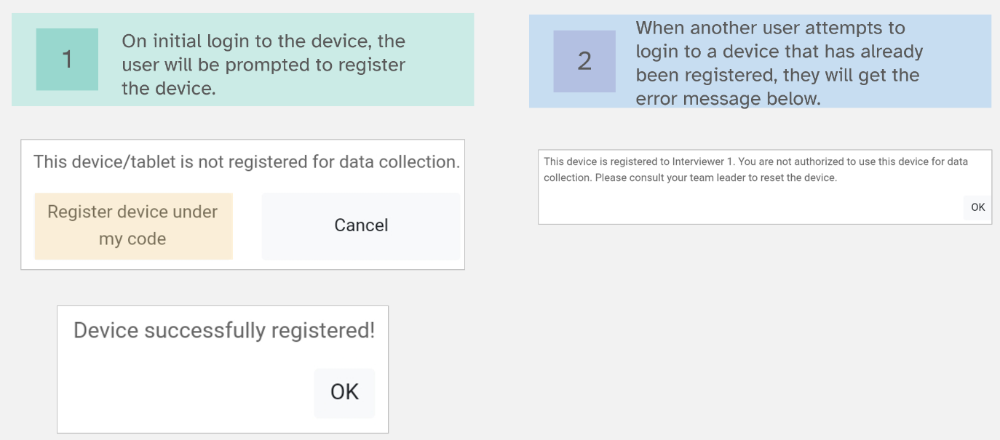 1
On initial login to the device, the
user will be prompted to register
the device.
This device/tablet is not registered for data collection.
Register device under
my code
Cancel
Device successfully registered!
OK
2
When another user attempts to
login to a device that has already
been registered, they will get the
error message below.
This device is registered to Interviewer 1. You are not authorized to use this device for data
collection. Please consult your team leader to reset the device.
OK